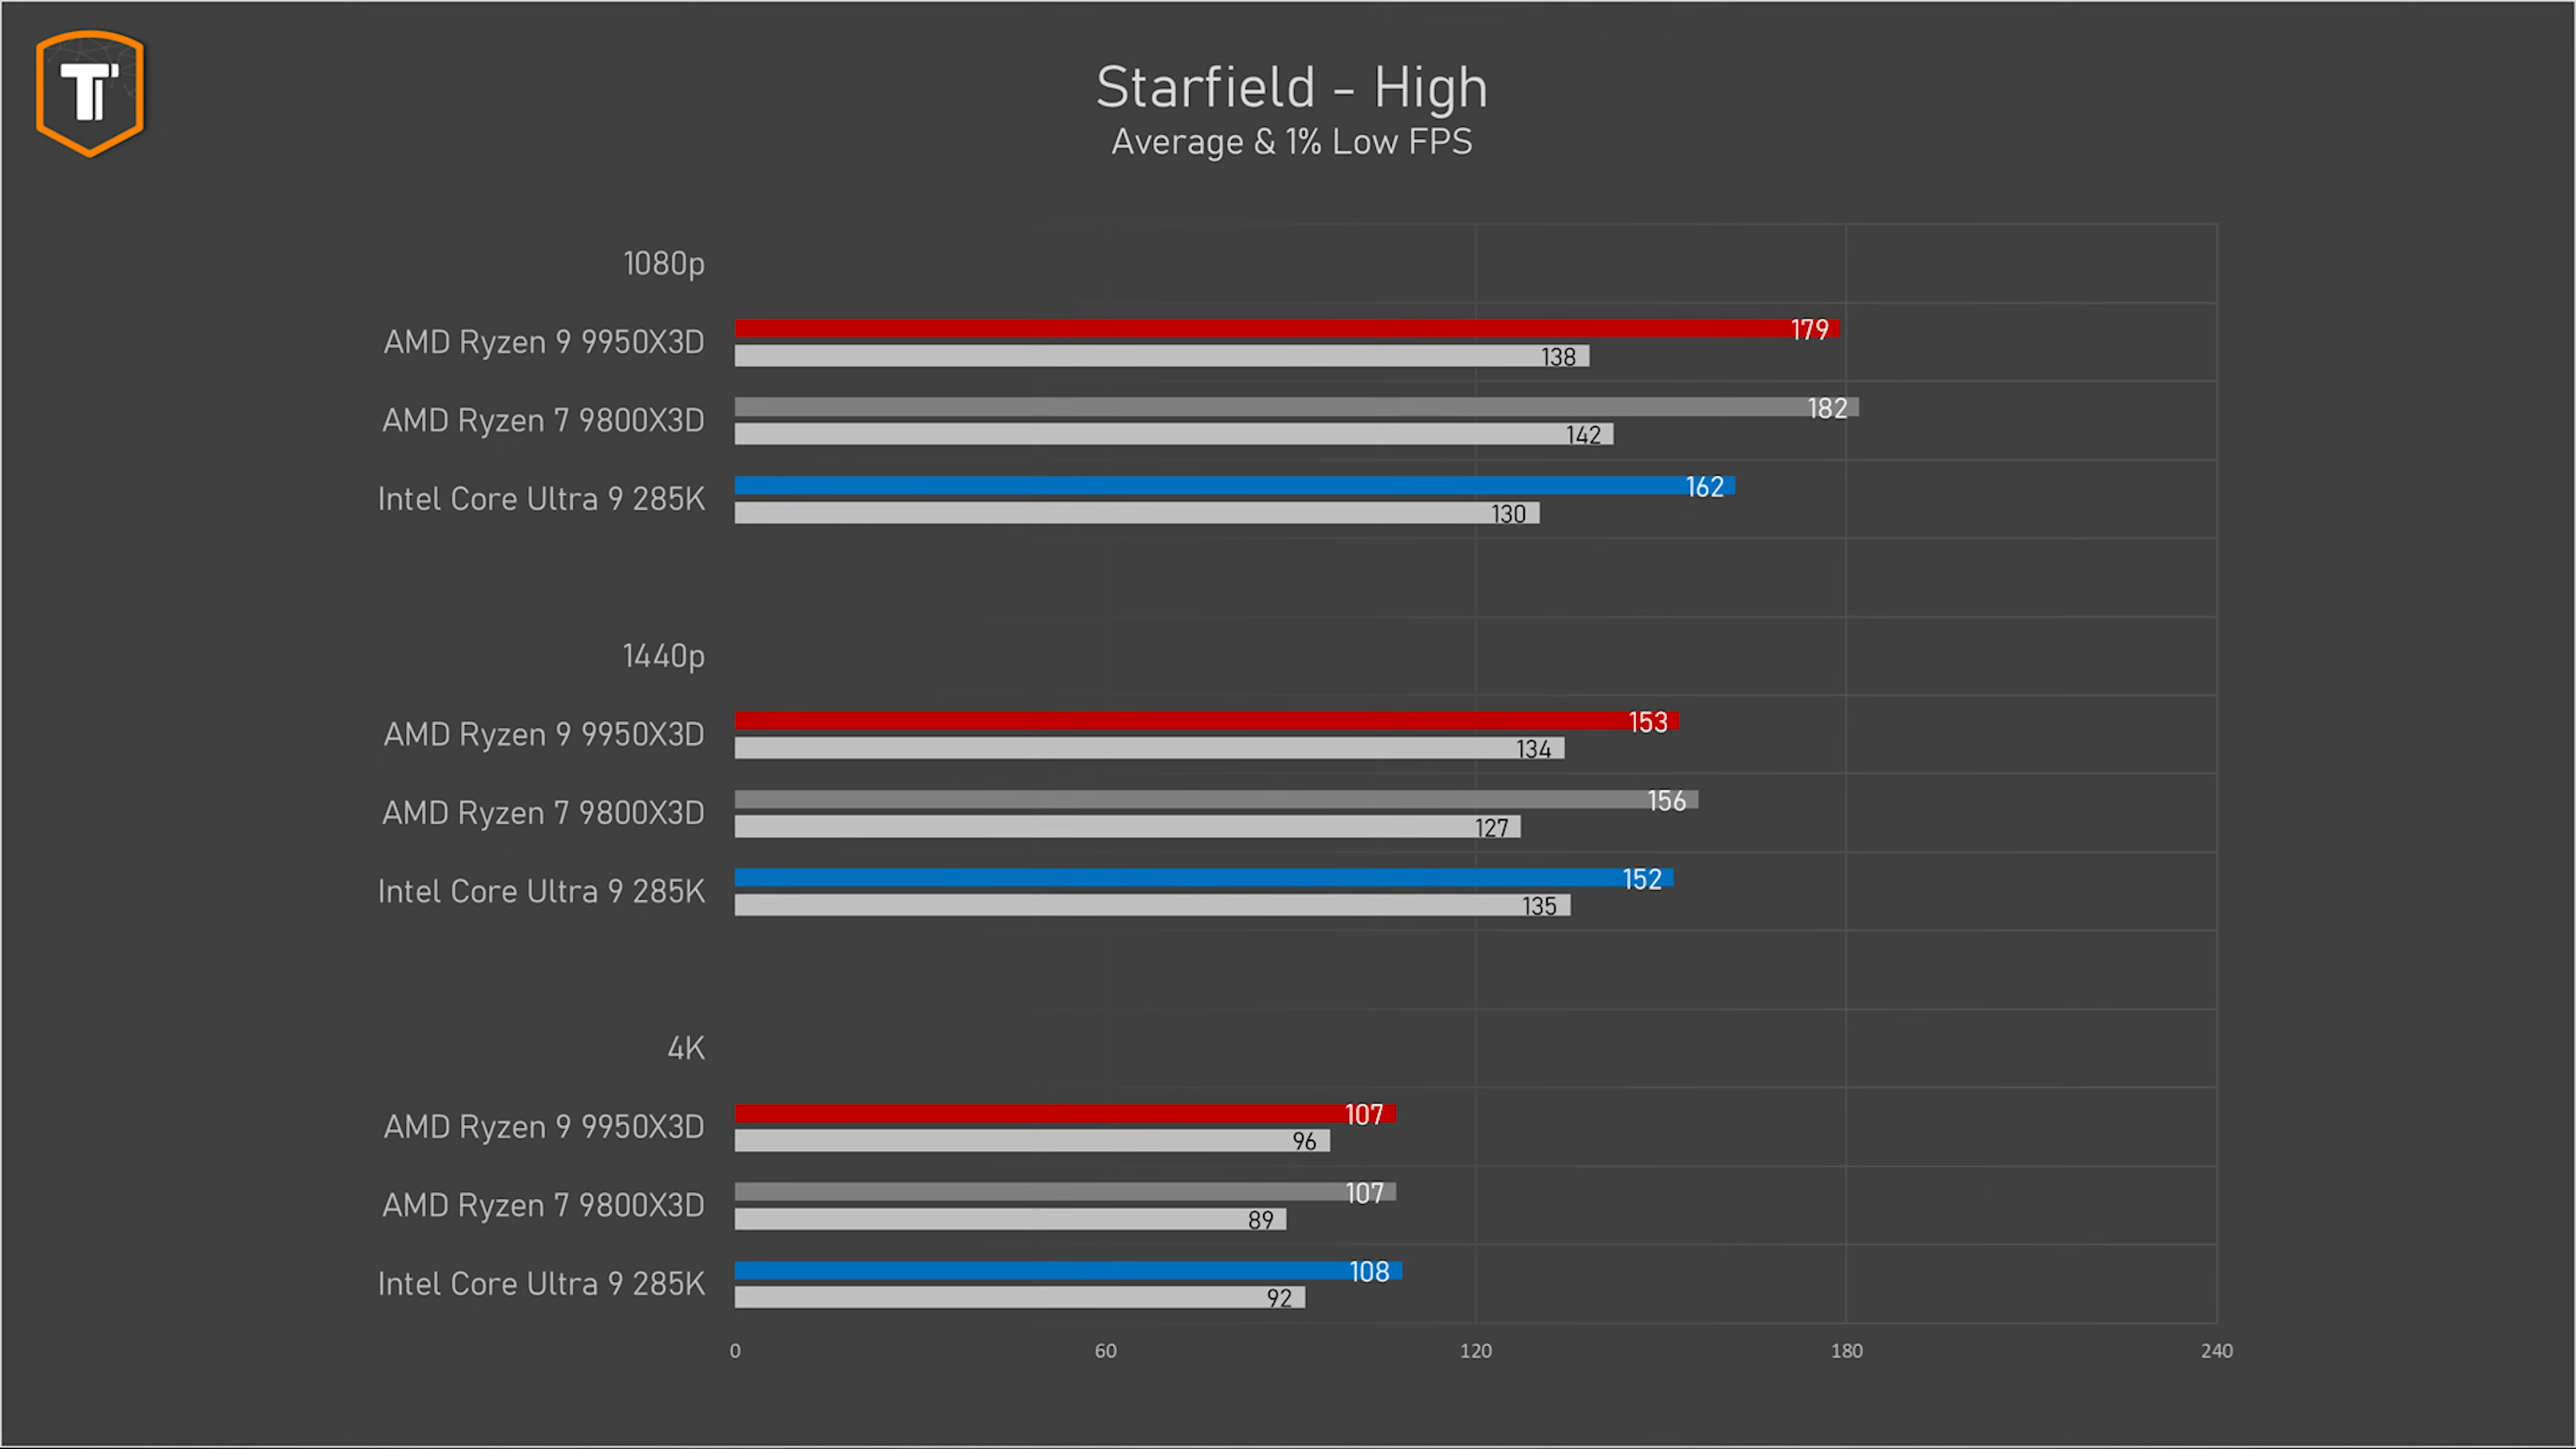 T
Starfield - High
Average & 1% Low FPS
1080p
AMD Ryzen 9 9950X3D
179
138
AMD Ryzen 7 9800X3D
182
142
Intel Core Ultra 9 285K
162
130
1440p
AMD Ryzen 9 9950X3D
153
134
AMD Ryzen 7 9800X3D
156
127
Intel Core Ultra 9 285K
152
135
4K
AMD Ryzen 9 9950X3D
107
96
AMD Ryzen 7 9800X3D
107
89
Intel Core Ultra 9 285K
108
92
0 60 120 180 240